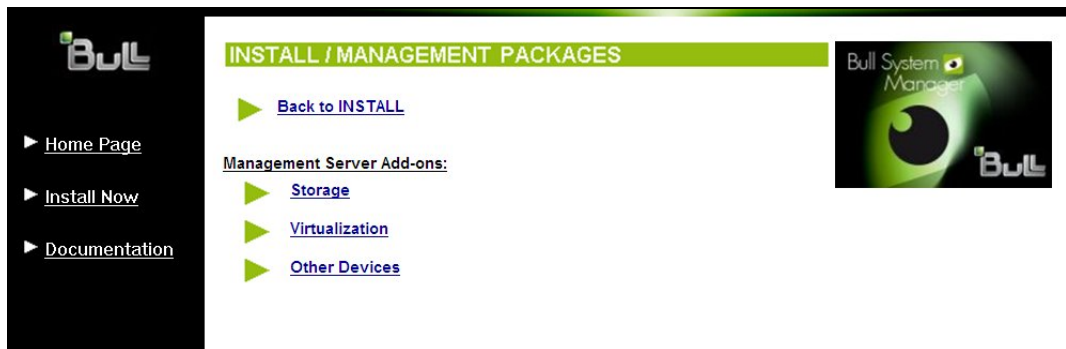 Bull
Home Page
Install Now
Documentation
INSTALL / MANAGEMENT PACKAGES
Back to INSTALL
Management Server Add-ons:
Storage
Virtualization
Other Devices
Bull System
Manager
Bull